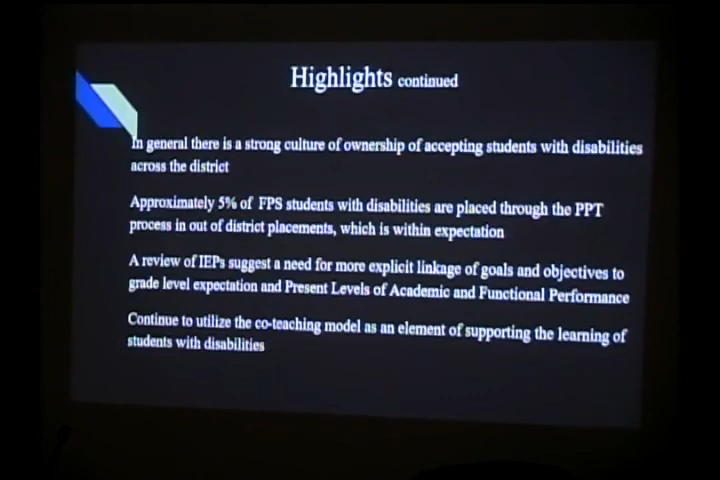 Highlights continued
In general there is a strong culture of ownership of accepting students with disabilities
across the district
Approximately 5% of FPS students with disabilities are placed through the PPT
process in out of district placements, which is within expectation
A review of IEPs suggest a need for more explicit linkage of goals and objectives to
grade level expectation and Present Levels of Academic and Functional Performance
Continue to utilize the co-teaching model as an element of supporting the learning of
students with disabilities